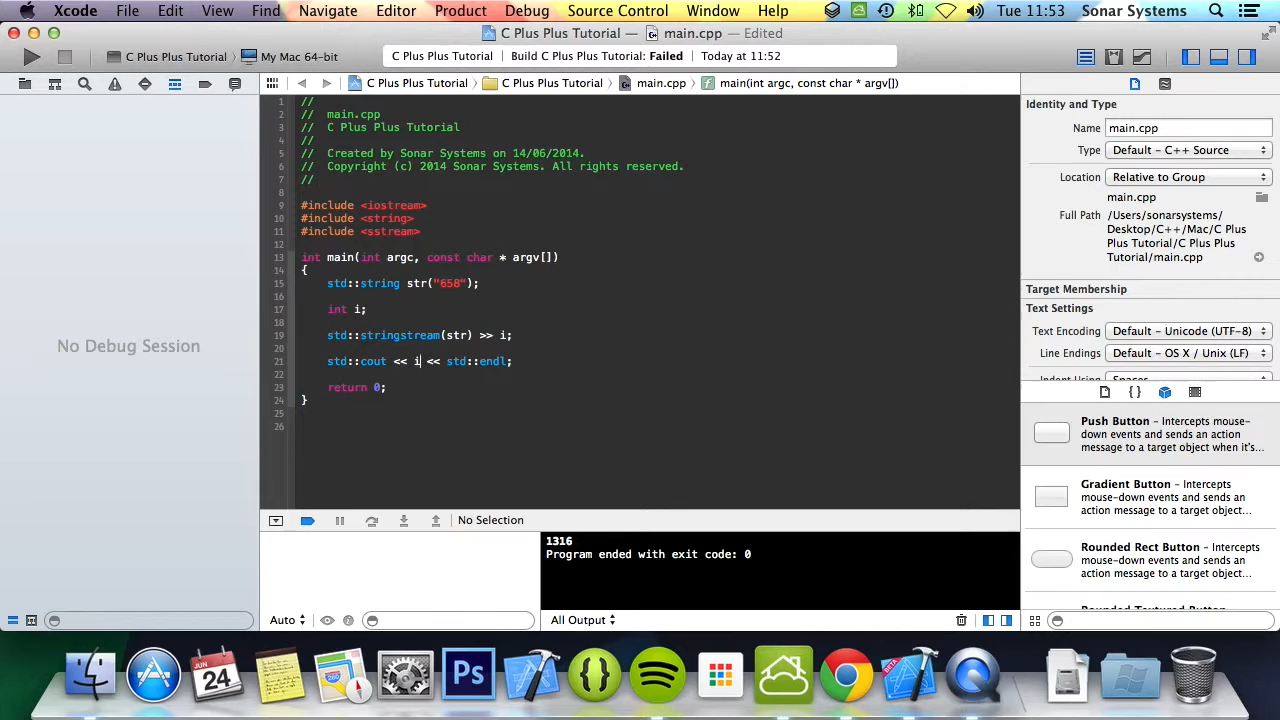 Xcode File Edit View Find Navigate Editor Product Debug Source Control Window Help Tue 11:53 Sonar Systems
C Plus Plus Tutorial — main.cpp — Edited
C Plus Plus Tutorial My Mac 64-bit
C Plus Plus Tutorial Build C Plus Plus Tutorial: Failed Today at 11:52
C Plus Plus Tutorial C Plus Plus Tutorial main.cpp main(int argc, const char * argv[])
1 //
2 // main.cpp
3 // C Plus Plus Tutorial
4 //
5 // Created by Sonar Systems on 14/06/2014.
6 // Copyright (c) 2014 Sonar Systems. All rights reserved.
7 //
8
9 #include <iostream>
10 #include <string>
11 #include <sstream>
12
13 int main(int argc, const char * argv[])
14 {
15 std::string str("658");
16
17 int i;
18
19 std::stringstream(str) >> i;
20
21 std::cout << i << std::endl;
22
23 return 0;
24 }
25
26
No Debug Session
No Selection
1316
Program ended with exit code: 0
Auto
All Output
Identity and Type
Name main.cpp
Type Default - C++ Source
Location Relative to Group
main.cpp
Full Path /Users/sonarsystems/
Desktop/C++/Mac/C Plus
Plus Tutorial/C Plus Plus
Tutorial/main.cpp
Target Membership
Text Settings
Text Encoding Default - Unicode (UTF-8)
Line Endings Default - OS X / Unix (LF)
Indent Using Spaces
Push Button - Intercepts mouse-
down events and sends an action
message to a target object when it's...
Gradient Button - Intercepts
mouse-down events and sends an
action message to a target object...
Rounded Rect Button - Intercepts
mouse-down events and sends an
action message to a target object...
Rounded Textured Button
JUN
24
280
Ps
BETA